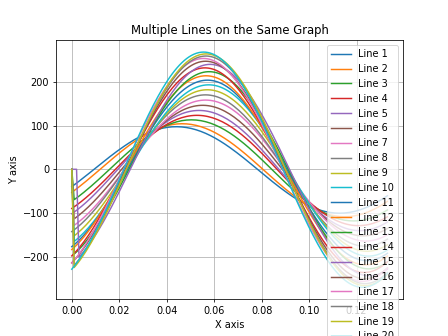 Multiple Lines on the Same Graph
Y axis
200
100
0
−100
−200
0.00
0.02
0.04
0.06
0.08
0.10
X axis
Line 1
Line 2
Line 3
Line 4
Line 5
Line 6
Line 7
Line 8
Line 9
Line 10
Line 11
Line 12
Line 13
Line 14
Line 15
Line 16
Line 17
Line 18
Line 19
Line 20